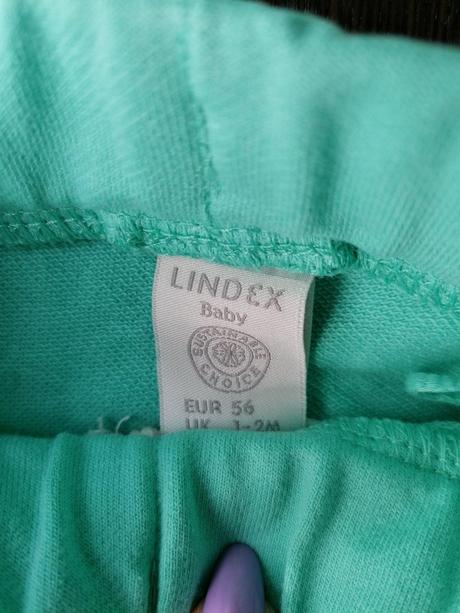 LINDEX
Baby
SUSTAINABLE
CHOICE
EUR 56
UK 1-2M